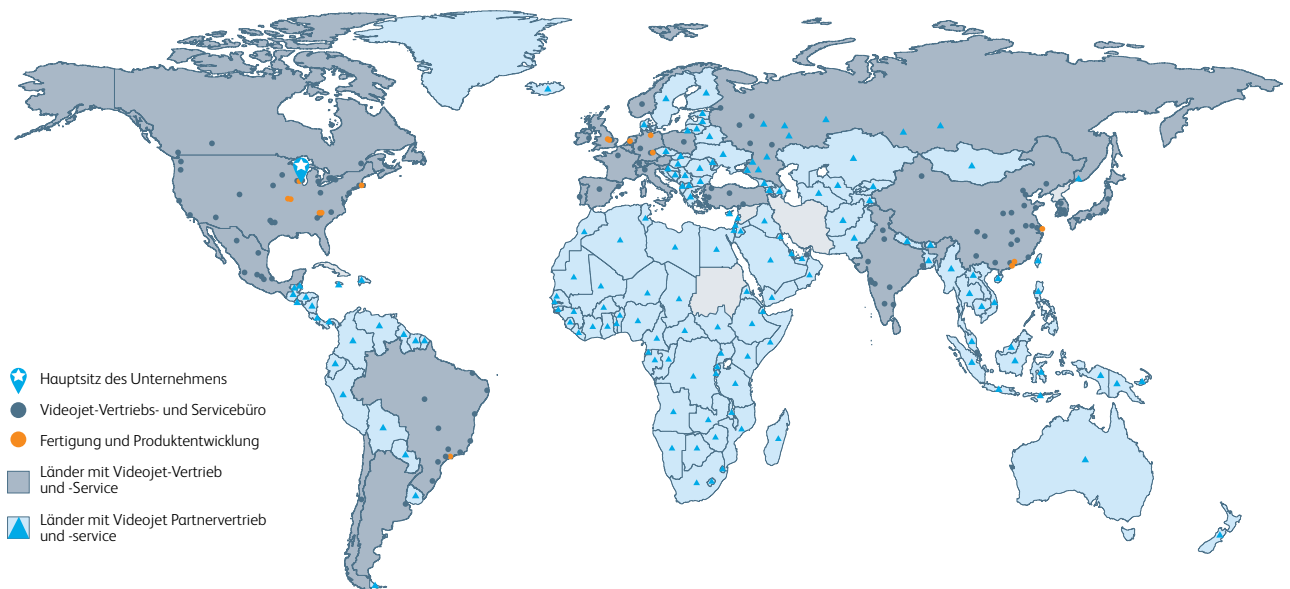 Hauptsitz des Unternehmens
Videojet-Vertriebs- und Servicebüro
Fertigung und Produktentwicklung
Länder mit Videojet-Vertrieb
und -Service
Länder mit Videojet Partnervertrieb
und -service